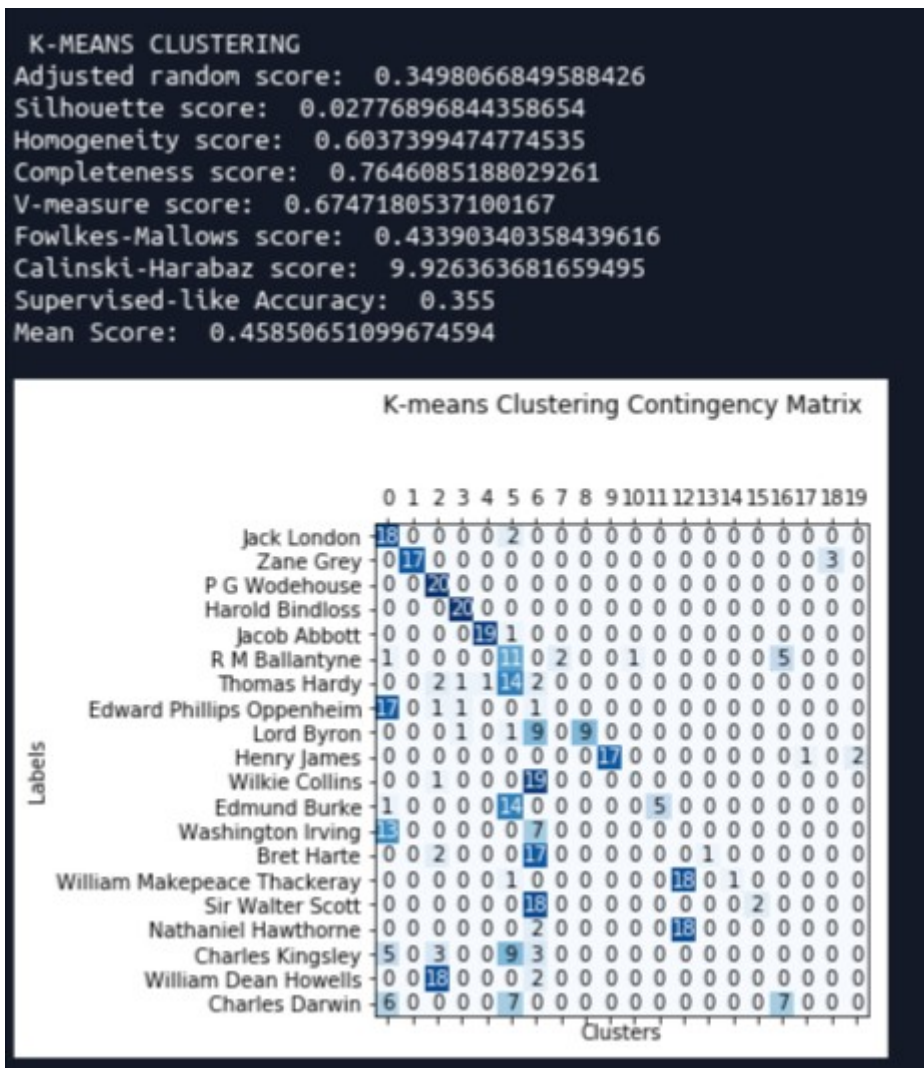 K-MEANS CLUSTERING
Adjusted random score: 0.3498066849588426
Silhouette score: 0.02776896844358654
Homogeneity score: 0.6037399474774535
Completeness score: 0.7646085188029261
V-measure score: 0.6747180537100167
Fowlkes-Mallows score: 0.43390340358439616
Calinski-Harabaz score: 9.926363681659495
Supervised-like Accuracy: 0.355
Mean Score: 0.45850651099674594
K-means Clustering Contingency Matrix
0 1 2 3 4 5 6 7 8 9 10 11 12 13 14 15 16 17 18 19
Jack London 18 0 0 0 0 2 0 0 0 0 0 0 0 0 0 0 0 0 0 0
Zane Grey 0 17 0 0 0 0 0 0 0 0 0 0 0 0 0 0 0 0 3 0
P G Wodehouse 0 0 20 0 0 0 0 0 0 0 0 0 0 0 0 0 0 0 0 0
Harold Bindloss 0 0 0 20 0 0 0 0 0 0 0 0 0 0 0 0 0 0 0 0
Jacob Abbott 0 0 0 0 19 1 0 0 0 0 0 0 0 0 0 0 0 0 0 0
R M Ballantyne 1 0 0 0 0 11 0 2 0 0 1 0 0 0 0 0 5 0 0 0
Thomas Hardy 0 0 2 1 1 14 2 0 0 0 0 0 0 0 0 0 0 0 0 0
Edward Phillips Oppenheim 17 0 1 1 0 0 1 0 0 0 0 0 0 0 0 0 0 0 0 0
Lord Byron 0 0 0 1 0 1 9 0 9 0 0 0 0 0 0 0 0 0 0 0
Henry James 0 0 0 0 0 0 0 0 0 17 0 0 0 0 0 0 0 1 0 2
Wilkie Collins 0 0 1 0 0 0 19 0 0 0 0 0 0 0 0 0 0 0 0 0
Edmund Burke 1 0 0 0 0 14 0 0 0 0 0 5 0 0 0 0 0 0 0 0
Washington Irving 13 0 0 0 0 0 7 0 0 0 0 0 0 0 0 0 0 0 0 0
Bret Harte 0 0 2 0 0 0 17 0 0 0 0 0 0 1 0 0 0 0 0 0
William Makepeace Thackeray 0 0 0 0 0 1 0 0 0 0 0 0 18 0 1 0 0 0 0 0
Sir Walter Scott 0 0 0 0 0 0 18 0 0 0 0 0 0 0 0 2 0 0 0 0
Nathaniel Hawthorne 0 0 0 0 0 0 2 0 0 0 0 0 18 0 0 0 0 0 0 0
Charles Kingsley 5 0 3 0 0 9 3 0 0 0 0 0 0 0 0 0 0 0 0 0
William Dean Howells 0 0 18 0 0 0 2 0 0 0 0 0 0 0 0 0 0 0 0 0
Charles Darwin 6 0 0 0 0 7 0 0 0 0 0 0 0 0 0 0 7 0 0 0
Labels
Clusters